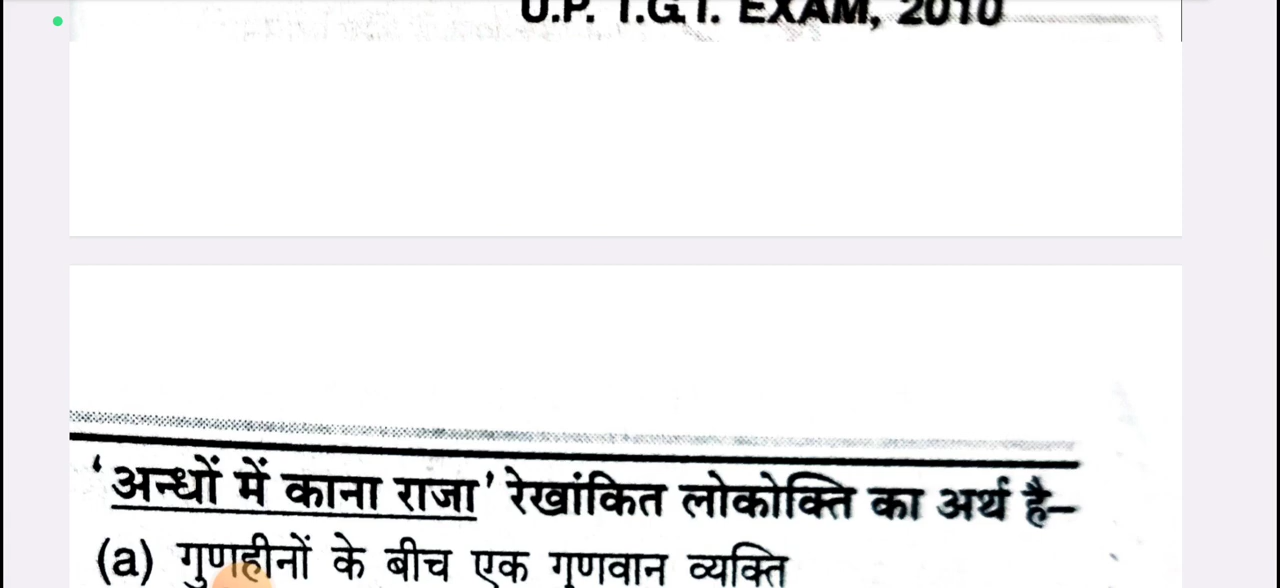 U.P. T.G.T. EXAM, 2010
‘अन्धों में काना राजा’ रेखांकित लोकोक्ति का अर्थ है–
(a) गुणहीनों के बीच एक गुणवान व्यक्ति